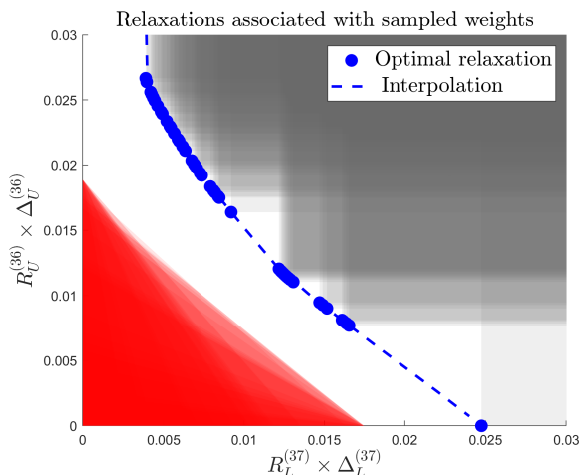 Relaxations associated with sampled weights
Optimal relaxation
Interpolation
0.03
0.025
0.02
0.015
0.01
0.005
0
R_U^{(36)} × Δ_U^{(36)}
0 0.005 0.01 0.015 0.02 0.025 0.03
R_L^{(37)} × Δ_L^{(37)}